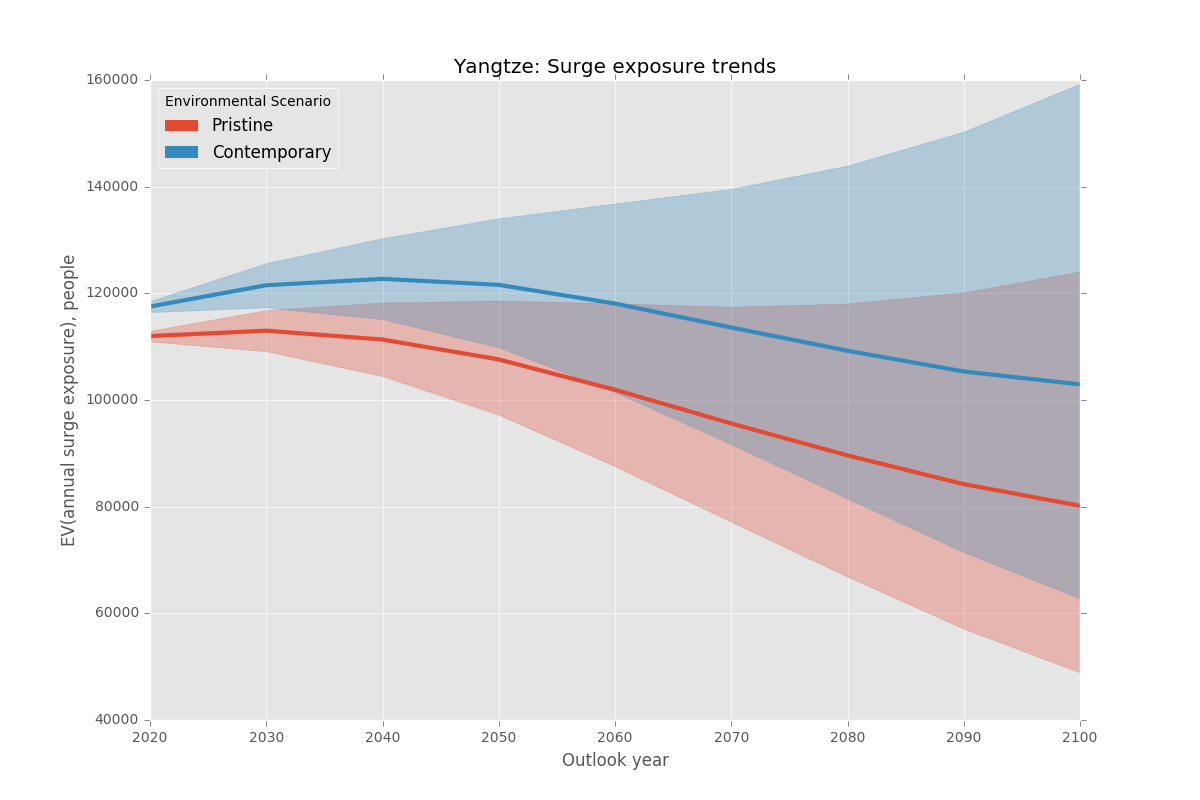 Yangtze: Surge exposure trends
Environmental Scenario
Pristine
Contemporary
EV(annual surge exposure), people
160000
140000
120000
100000
80000
60000
40000
2020 2030 2040 2050 2060 2070 2080 2090 2100
Outlook year